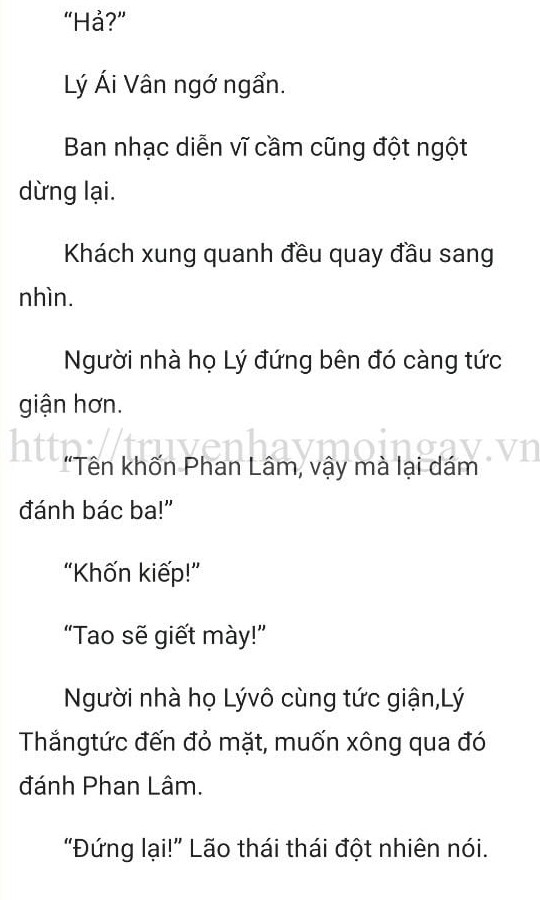 “Hả?”
Lý Ái Vân ngớ ngẩn.
Ban nhạc diễn vĩ cầm cũng đột ngột
dừng lại.
Khách xung quanh đều quay đầu sang
nhìn.
Người nhà họ Lý đứng bên đó càng tức
giận hơn.
http://truyenhaymoingay.vn
“Tên khốn Phan Lâm, vậy mà lại dám
đánh bác ba!”
“Khốn kiếp!”
“Tao sẽ giết mày!”
Người nhà họ Lývô cùng tức giận,Lý
Thắngtức đến đỏ mặt, muốn xông qua đó
đánh Phan Lâm.
“Đứng lại!” Lão thái thái đột nhiên nói.